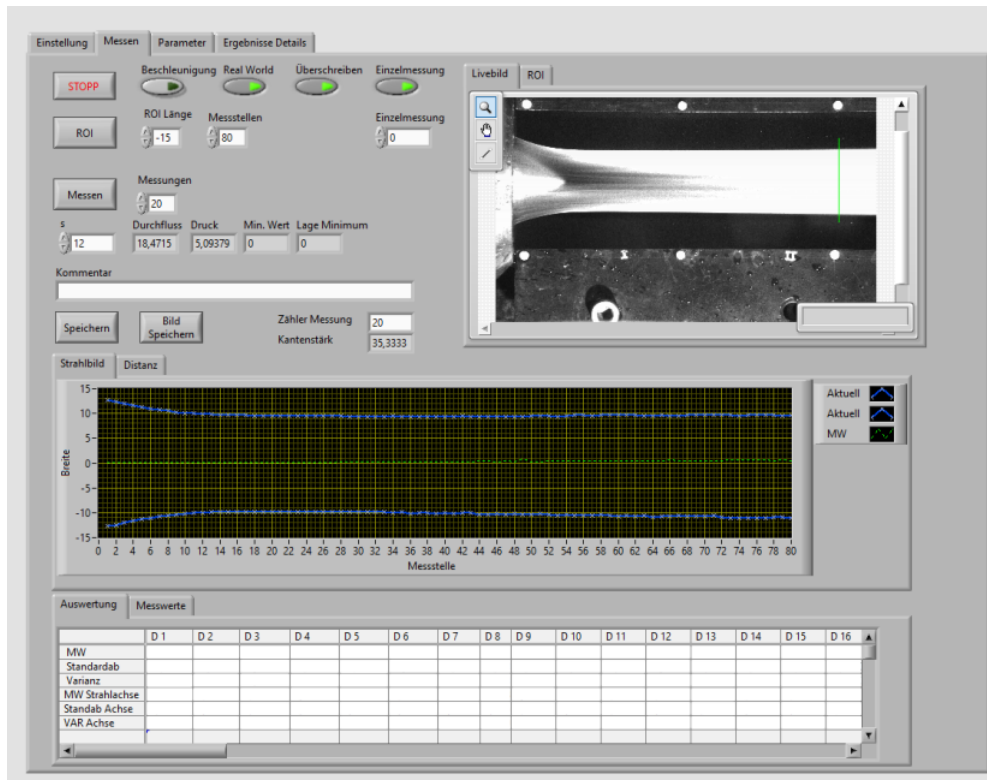 Einstellung Messen Parameter Ergebnisse Details
STOPP Beschleunigung Real World Überschreiben Einzelmessung
Livebild ROI
ROI ROI Länge Messstellen Einzelmessung
-15 80 0
Messen Messungen
20
s Durchfluss Druck Min. Wert Lage Minimum
12 18,4715 5,09379 0 0
Kommentar
Speichern Bild Speichern Zähler Messung 20
Kantenstärk 35,3333
I II
Strahlbild Distanz
15
10
5
0
-5
-10
-15
Breite
0 2 4 6 8 10 12 14 16 18 20 22 24 26 28 30 32 34 36 38 40 42 44 46 48 50 52 54 56 58 60 62 64 66 68 70 72 74 76 78 80
Messstelle
Aktuell
Aktuell
MW
Auswertung Messwerte
D 1 D 2 D 3 D 4 D 5 D 6 D 7 D 8 D 9 D 10 D 11 D 12 D 13 D 14 D 15 D 16
MW
Standardab
Varianz
MW Strahlachse
Standab Achse
VAR Achse